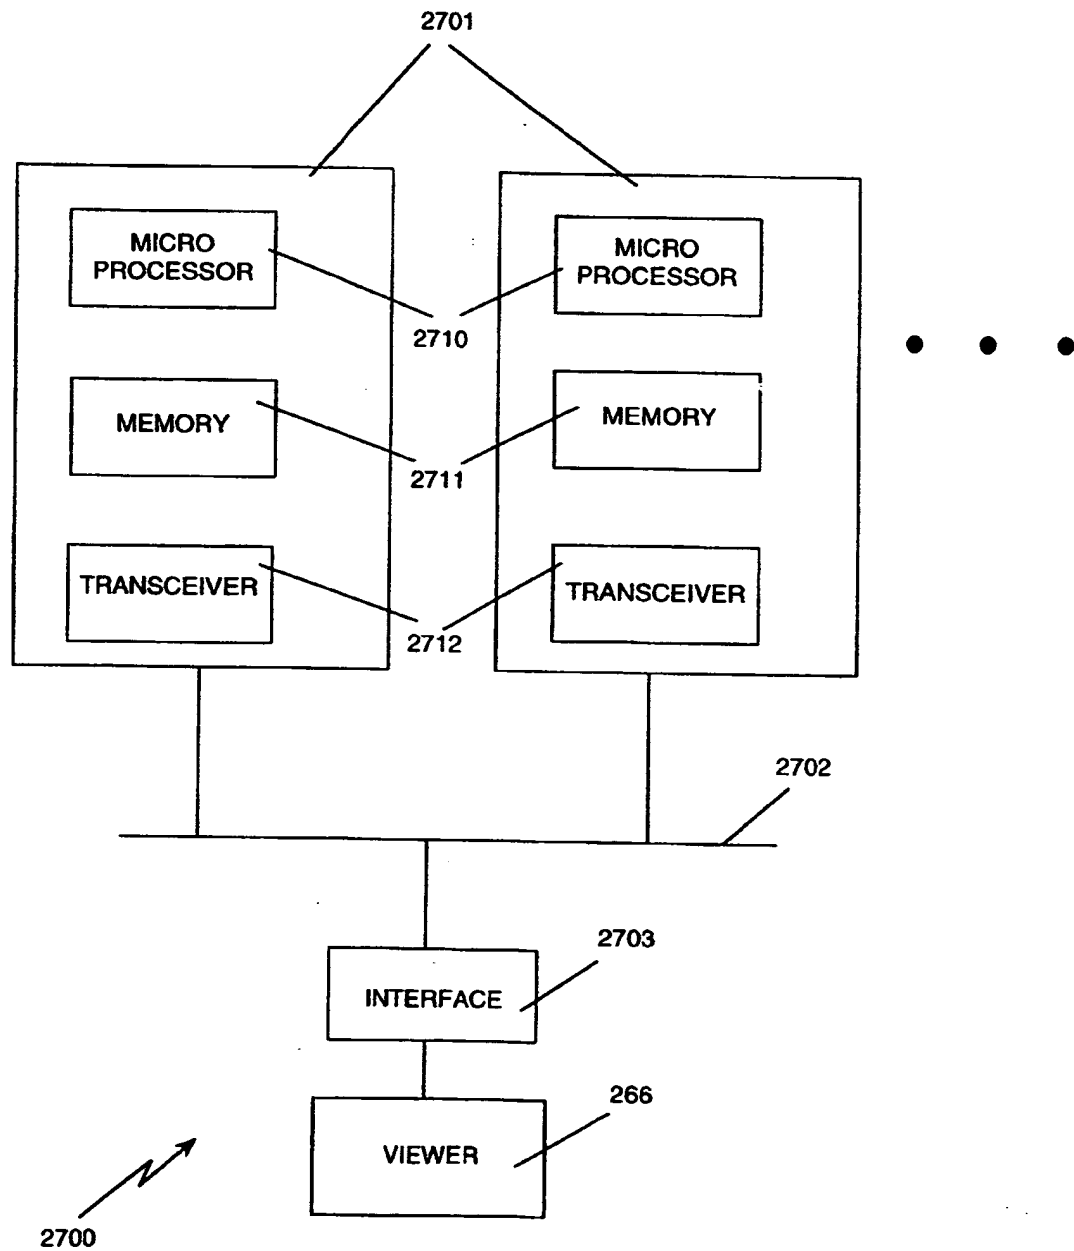 2701
MICRO
PROCESSOR
MICRO
PROCESSOR
2710
MEMORY
MEMORY
2711
TRANSCEIVER
TRANSCEIVER
2712
2702
2703
INTERFACE
266
VIEWER
2700